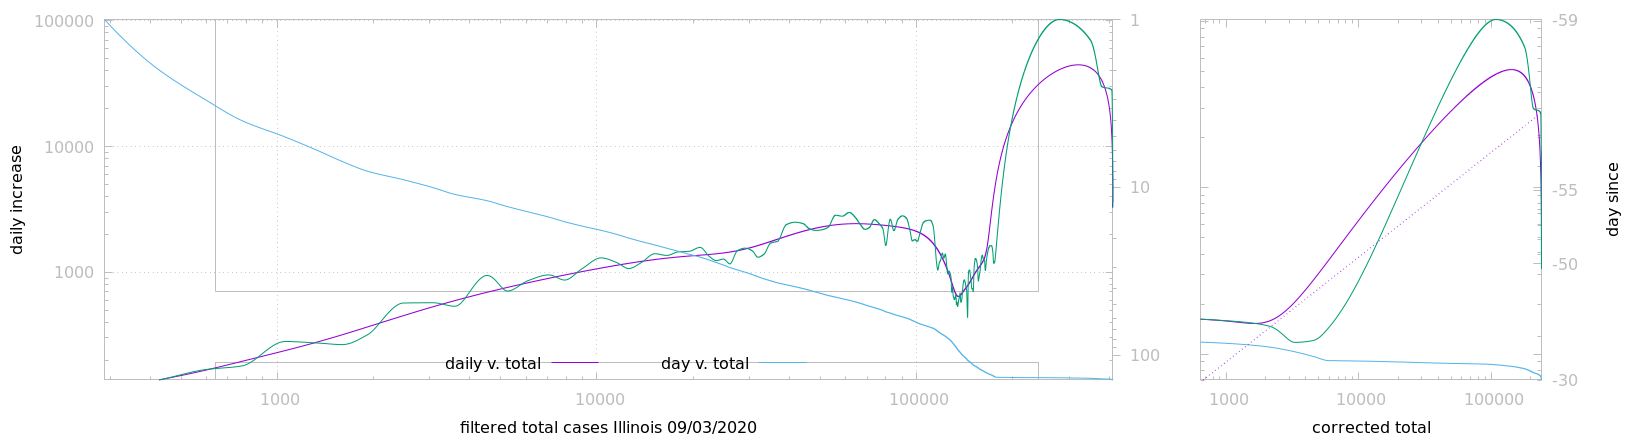 100000
10000
1000
daily increase
1
10
100
1000
10000
100000
daily v. total
day v. total
filtered total cases Illinois 09/03/2020
-59
-55
-50
-30
day since
1000
10000
100000
corrected total